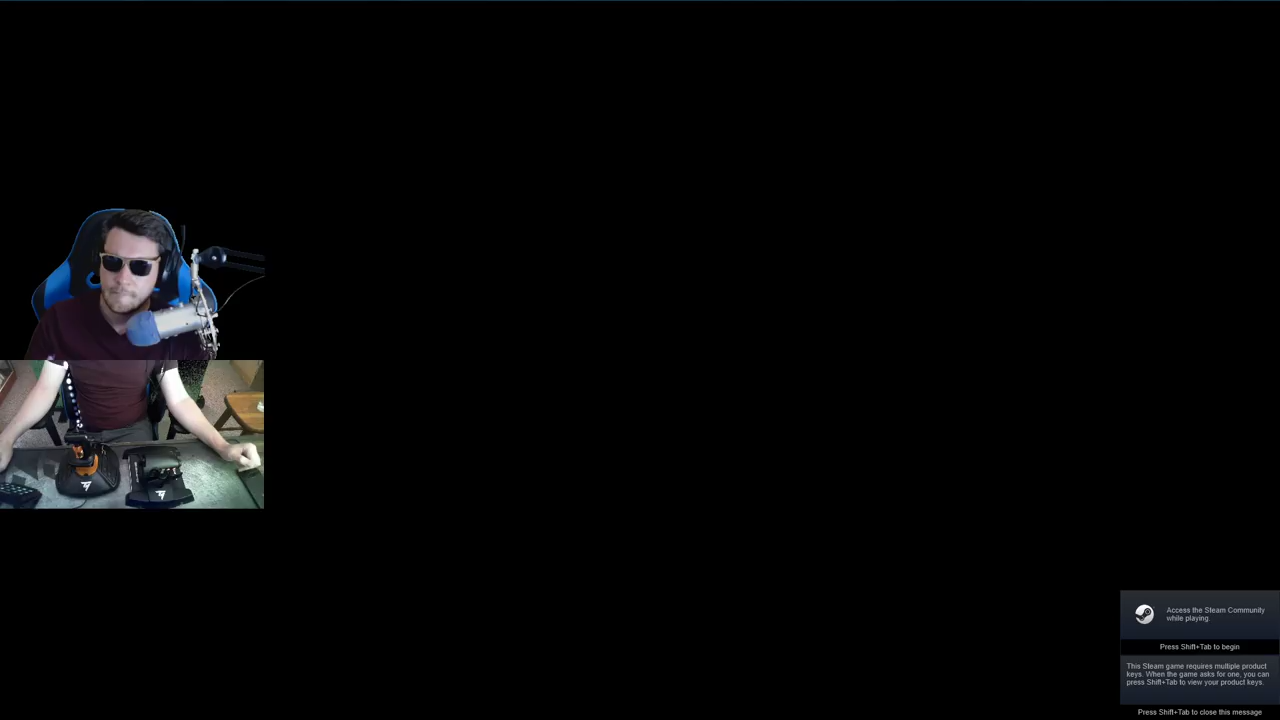 Access the Steam Community
while playing.
Press Shift+Tab to begin
This Steam game requires multiple product
keys. When the game asks for one, you can
press Shift+Tab to view your product keys.
Press Shift+Tab to close this message